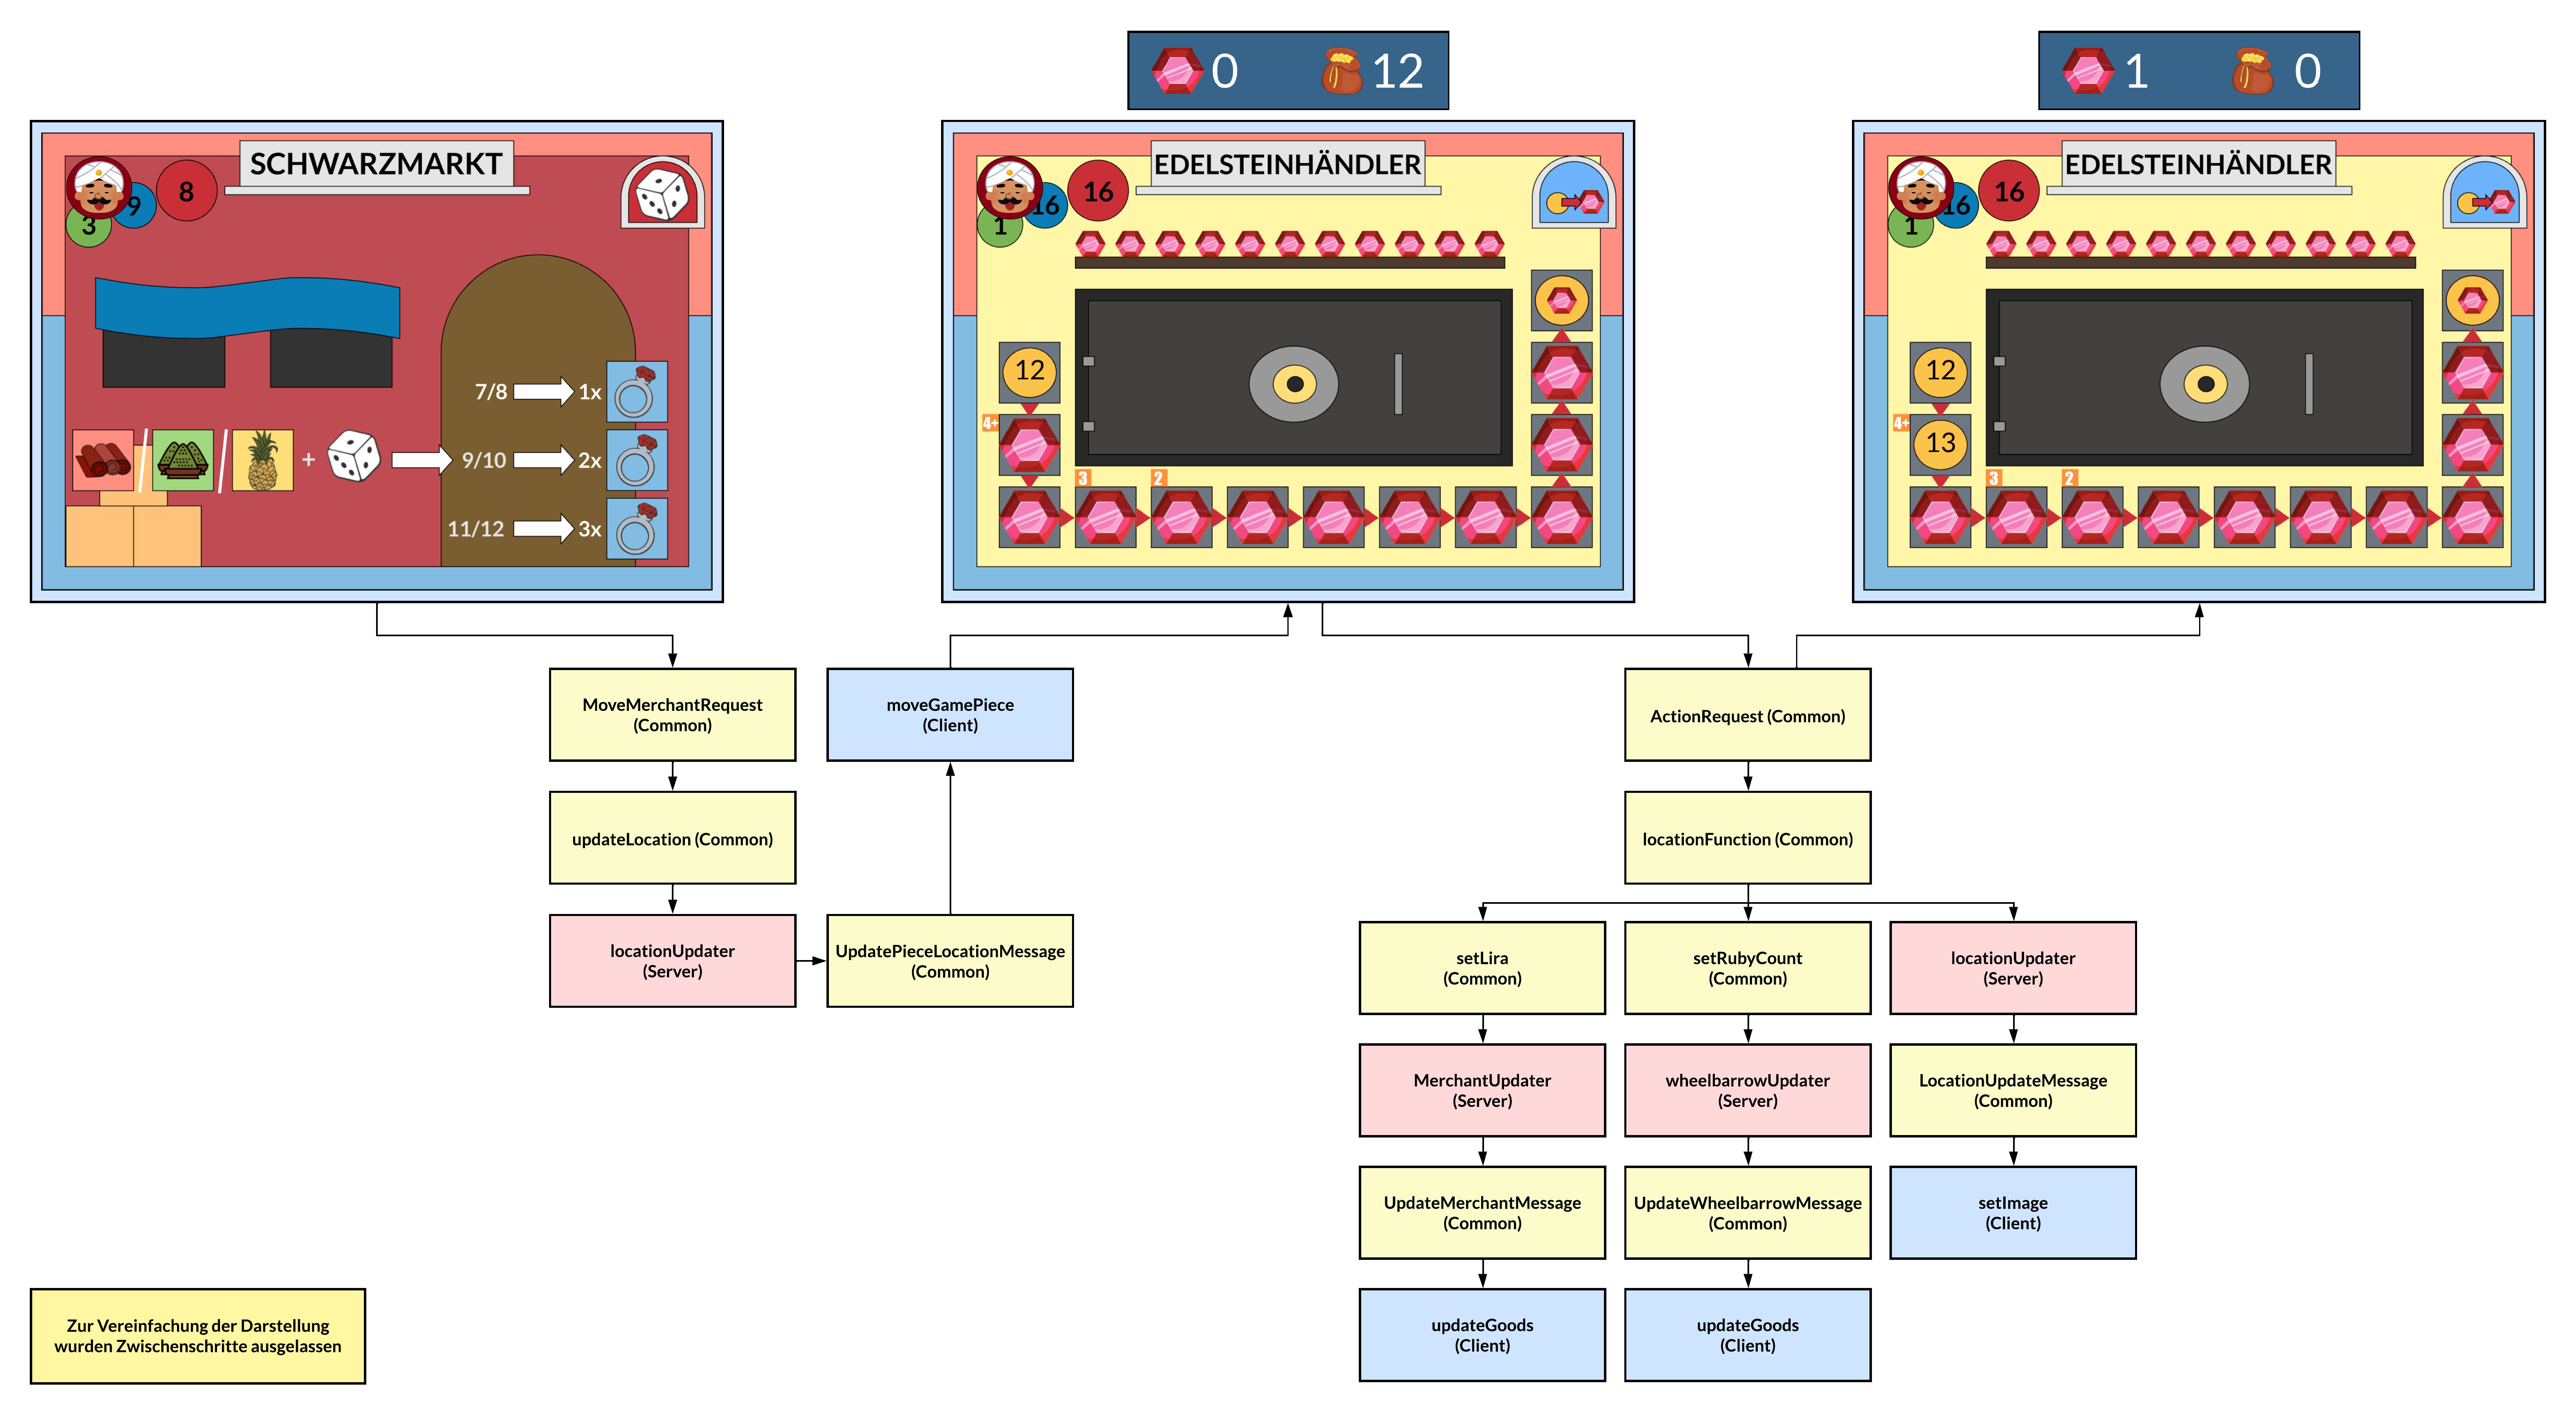 0 12
1 0
SCHWARZMARKT
8
9
3
7/8 1x
+ 9/10 2x
11/12 3x
EDELSTEINHÄNDLER
16
16
1
12
4+
3 2
EDELSTEINHÄNDLER
16
16
1
12
4+
13
3 2
MoveMerchantRequest
(Common)
updateLocation (Common)
locationUpdater
(Server)
UpdatePieceLocationMessage
(Common)
moveGamePiece
(Client)
ActionRequest (Common)
locationFunction (Common)
setLira
(Common)
MerchantUpdater
(Server)
UpdateMerchantMessage
(Common)
updateGoods
(Client)
setRubyCount
(Common)
wheelbarrowUpdater
(Server)
UpdateWheelbarrowMessage
(Common)
updateGoods
(Client)
locationUpdater
(Server)
LocationUpdateMessage
(Common)
setImage
(Client)
Zur Vereinfachung der Darstellung
wurden Zwischenschritte ausgelassen